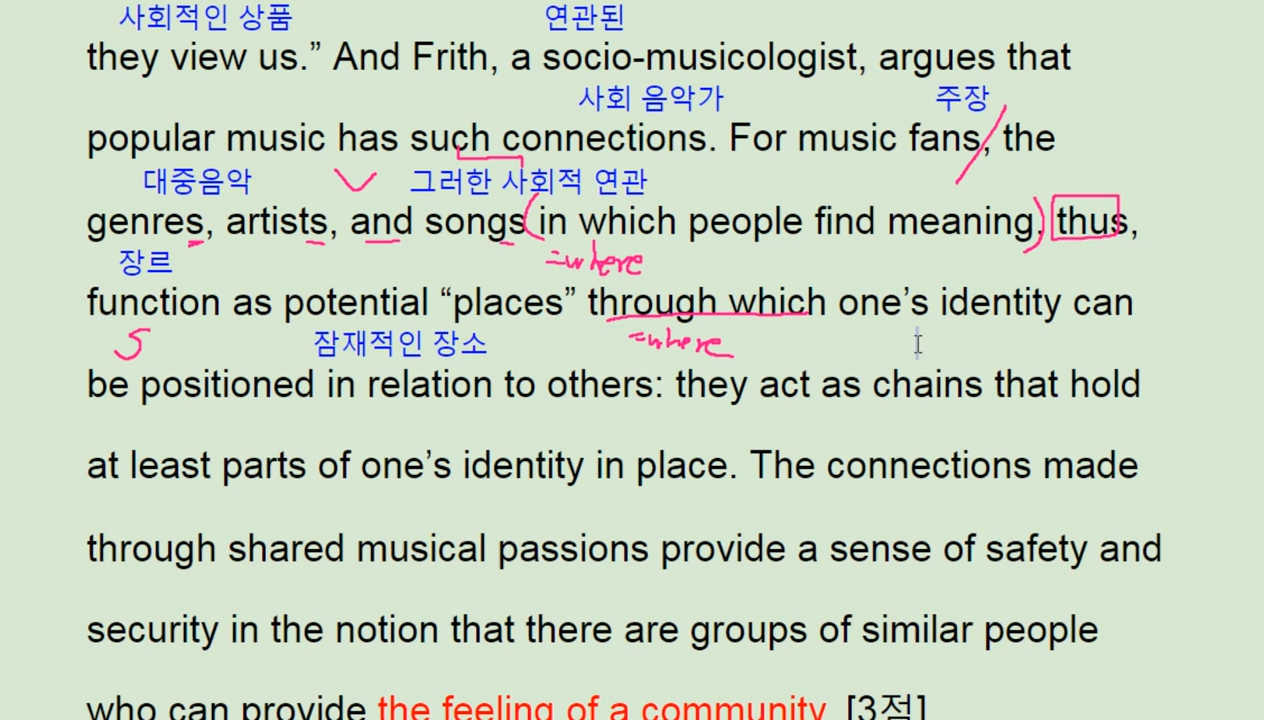 사회적인 상품 연관된
they view us.” And Frith, a socio-musicologist, argues that
사회 음악가 주장
popular music has such connections. For music fans, the
대중음악 그러한 사회적 연관
genres, artists, and songs in which people find meaning, thus,
장르 =where
function as potential “places” through which one’s identity can
S 잠재적인 장소 =where
be positioned in relation to others: they act as chains that hold
at least parts of one’s identity in place. The connections made
through shared musical passions provide a sense of safety and
security in the notion that there are groups of similar people
who can provide the feeling of a community. [3점]